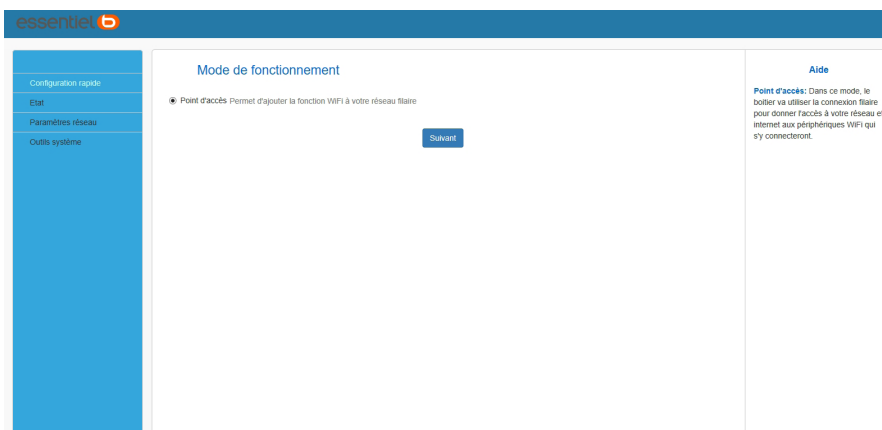 essentiel b
Configuration rapide
Etat
Paramètres réseau
Outils système
Mode de fonctionnement
Point d'accès Permet d'ajouter la fonction WiFi à votre réseau filaire
Suivant
Aide
Point d'accès: Dans ce mode, le
boitier va utiliser la connexion filaire
pour donner l'accès à votre réseau et
internet aux périphériques WiFi qui
s'y connecteront.